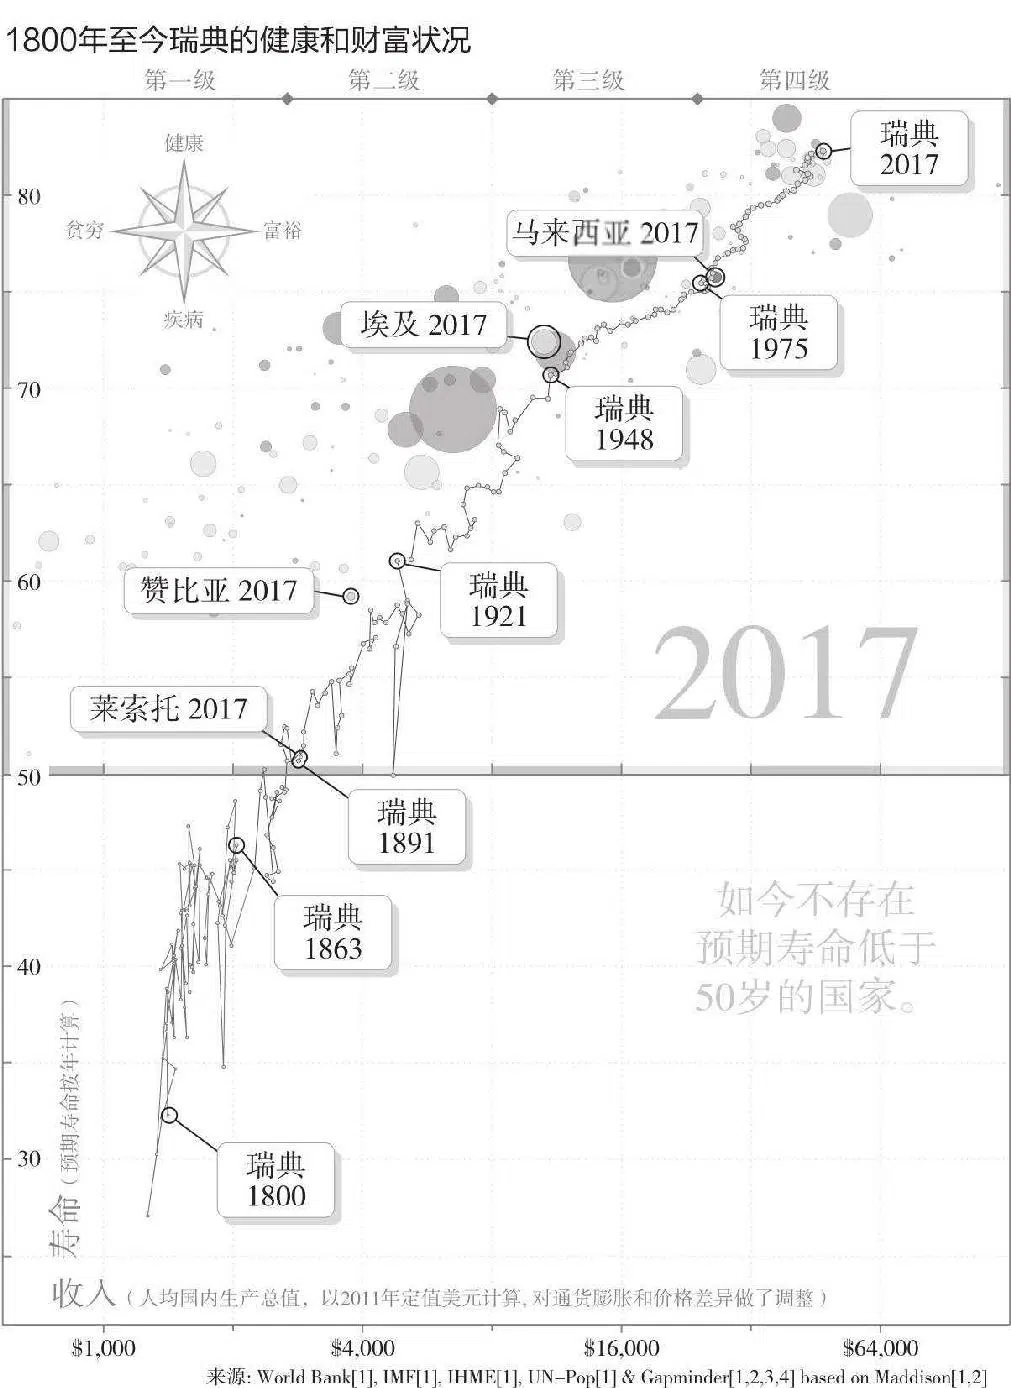 1800年至今瑞典的健康和财富状况
第一级 第二级 第三级 第四级
健康
贫穷 富裕
疾病
瑞典
2017
80
马来西亚 2017
埃及 2017
瑞典
1975
70
瑞典
1948
60
赞比亚 2017
瑞典
1921
2017
莱索托 2017
50
瑞典
1891
瑞典
1863
如今不存在
预期寿命低于
50岁的国家。
40
30
瑞典
1800
寿命（预期寿命按年计算）
收入（人均国内生产总值，以2011年定值美元计算,对通货膨胀和价格差异做了调整）
$1,000 $4,000 $16,000 $64,000
来源: World Bank[1], IMF[1], IHME[1], UN-Pop[1] & Gapminder[1,2,3,4] based on Maddison[1,2]